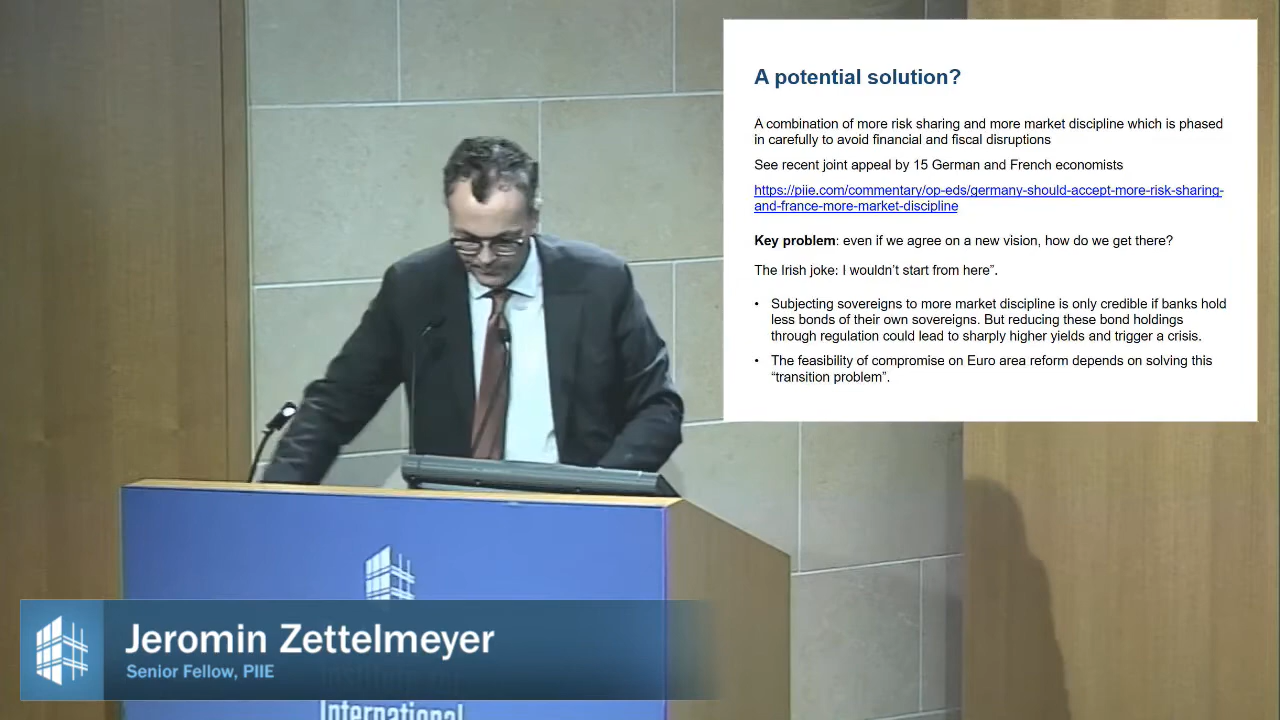 A potential solution?
A combination of more risk sharing and more market discipline which is phased
in carefully to avoid financial and fiscal disruptions
See recent joint appeal by 15 German and French economists
https://piie.com/commentary/op-eds/germany-should-accept-more-risk-sharing-
and-france-more-market-discipline
Key problem: even if we agree on a new vision, how do we get there?
The Irish joke: I wouldn't start from here”.
• Subjecting sovereigns to more market discipline is only credible if banks hold
less bonds of their own sovereigns. But reducing these bond holdings
through regulation could lead to sharply higher yields and trigger a crisis.
• The feasibility of compromise on Euro area reform depends on solving this
“transition problem”.
Jeromin Zettelmeyer
Senior Fellow, PIIE
International